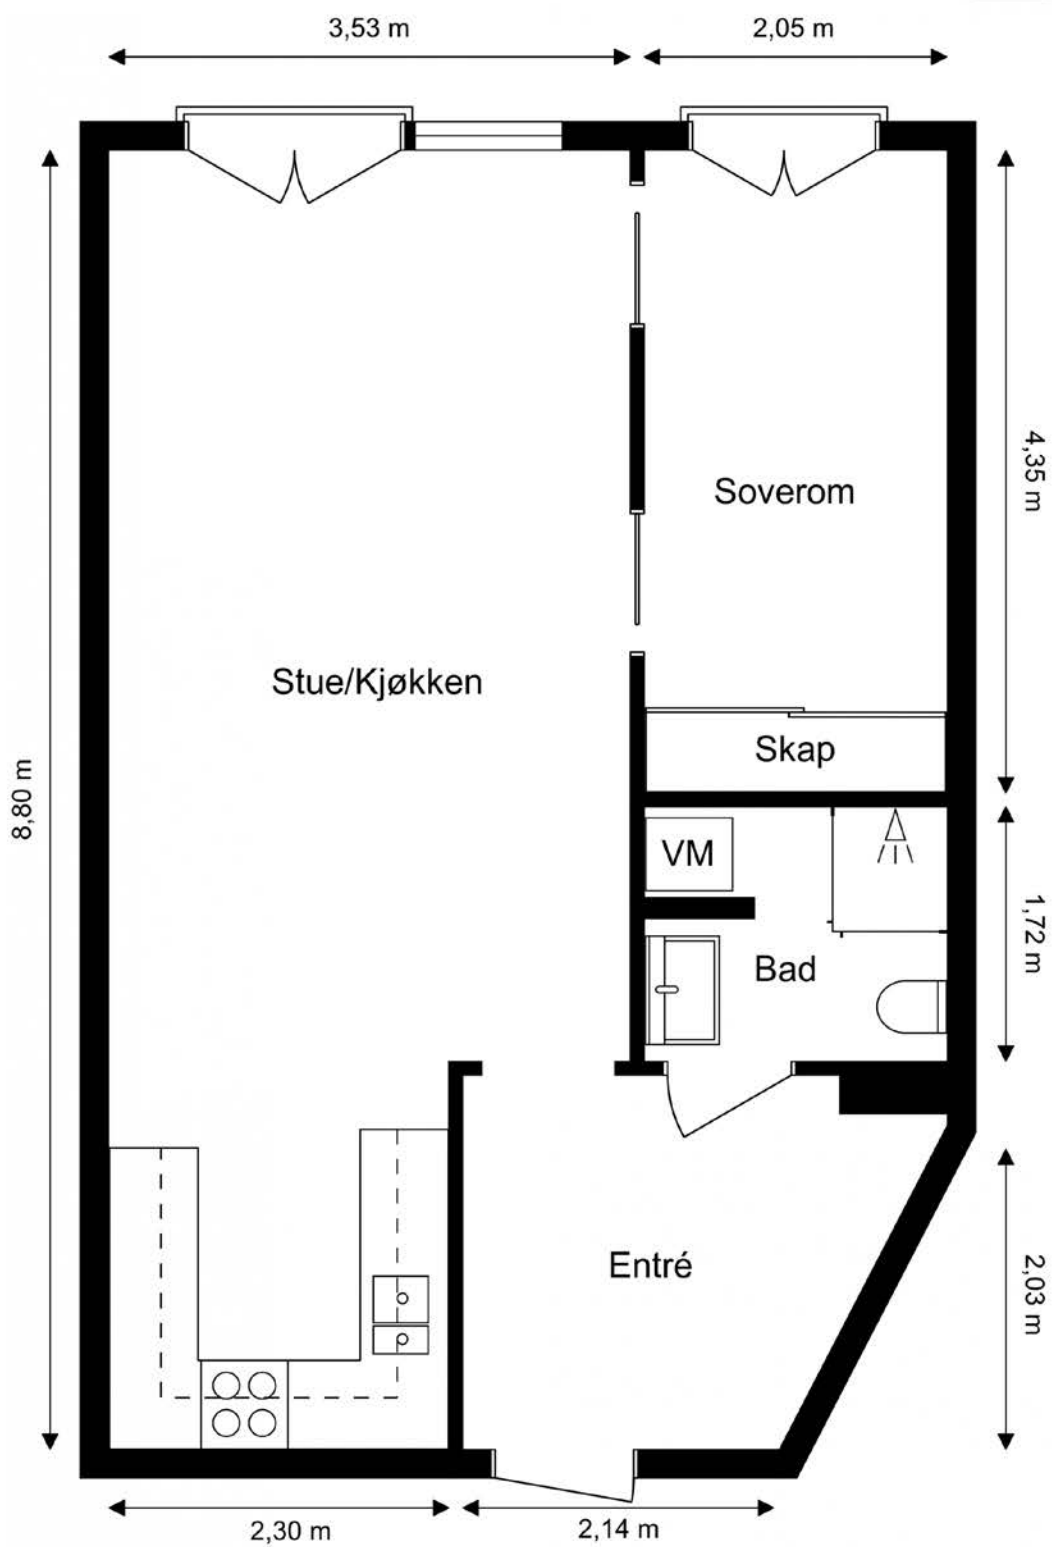 3,53 m
2,05 m
4,35 m
Soverom
Stue/Kjøkken
Skap
8,80 m
VM
1,72 m
Bad
Entré
2,03 m
2,30 m
2,14 m